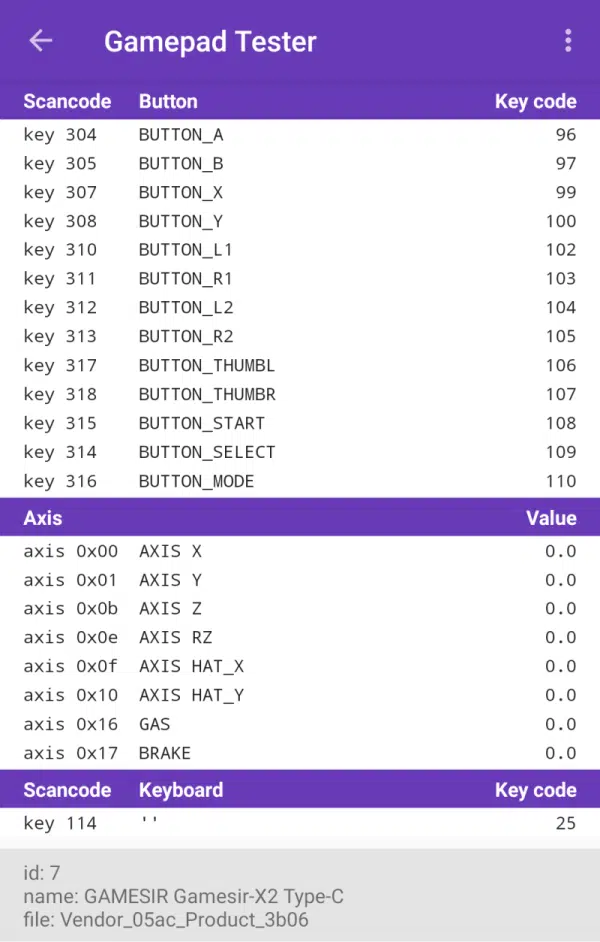 Gamepad Tester
Scancode Button Key code
key 304 BUTTON_A 96
key 305 BUTTON_B 97
key 307 BUTTON_X 99
key 308 BUTTON_Y 100
key 310 BUTTON_L1 102
key 311 BUTTON_R1 103
key 312 BUTTON_L2 104
key 313 BUTTON_R2 105
key 317 BUTTON_THUMBL 106
key 318 BUTTON_THUMBR 107
key 315 BUTTON_START 108
key 314 BUTTON_SELECT 109
key 316 BUTTON_MODE 110
Axis Value
axis 0x00 AXIS X 0.0
axis 0x01 AXIS Y 0.0
axis 0x0b AXIS Z 0.0
axis 0x0e AXIS RZ 0.0
axis 0x0f AXIS HAT_X 0.0
axis 0x10 AXIS HAT_Y 0.0
axis 0x16 GAS 0.0
axis 0x17 BRAKE 0.0
Scancode Keyboard Key code
key 114 '' 25
id: 7
name: GAMESIR Gamesir-X2 Type-C
file: Vendor_05ac_Product_3b06